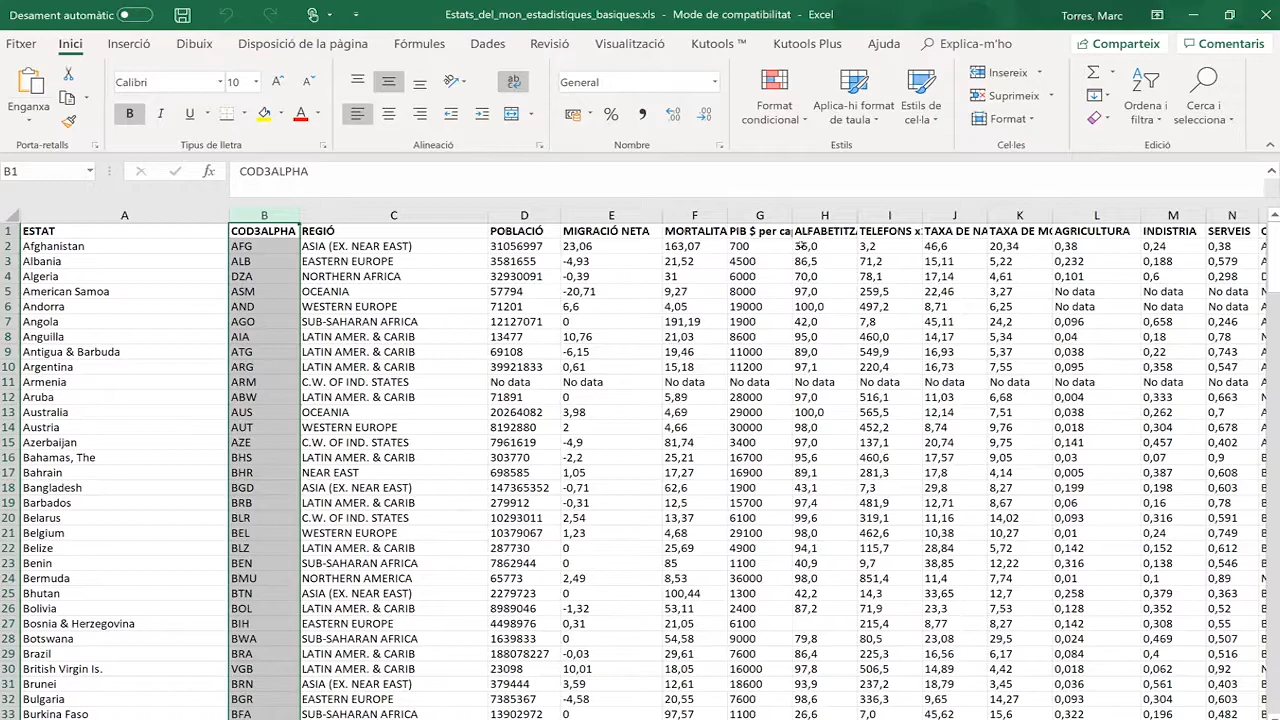 Desament automàtic Estats_del_mon_estadistiques_basiques.xls - Mode de compatibilitat - Excel Torres, Marc
Fitxer Inici Inserció Dibuix Disposició de la pàgina Fórmules Dades Revisió Visualització Kutools ™ Kutools Plus Ajuda Explica-m'ho Comparteix Comentaris
Enganxa Calibri 10 General Format condicional Aplica-hi format de taula Estils de cel·la Insereix Suprimeix Format Ordena i filtra Cerca i selecciona
Porta-retalls Tipus de lletra Alineació Nombre Estils Cel·les Edició
B1 fx COD3ALPHA
A B C D E F G H I J K L M N
1 ESTAT COD3ALPHA REGIÓ POBLACIÓ MIGRACIÓ NETA MORTALITA PIB $ per ca ALFABETITZA TELEFONS x TAXA DE NA TAXA DE M AGRICULTURA INDISTRIA SERVEIS
2 Afghanistan AFG ASIA (EX. NEAR EAST) 31056997 23,06 163,07 700 36,0 3,2 46,6 20,34 0,38 0,24 0,38
3 Albania ALB EASTERN EUROPE 3581655 -4,93 21,52 4500 86,5 71,2 15,11 5,22 0,232 0,188 0,579
4 Algeria DZA NORTHERN AFRICA 32930091 -0,39 31 6000 70,0 78,1 17,14 4,61 0,101 0,6 0,298
5 American Samoa ASM OCEANIA 57794 -20,71 9,27 8000 97,0 259,5 22,46 3,27 No data No data No data
6 Andorra AND WESTERN EUROPE 71201 6,6 4,05 19000 100,0 497,2 8,71 6,25 No data No data No data
7 Angola AGO SUB-SAHARAN AFRICA 12127071 0 191,19 1900 42,0 7,8 45,11 24,2 0,096 0,658 0,246
8 Anguilla AIA LATIN AMER. & CARIB 13477 10,76 21,03 8600 95,0 460,0 14,17 5,34 0,04 0,18 0,78
9 Antigua & Barbuda ATG LATIN AMER. & CARIB 69108 -6,15 19,46 11000 89,0 549,9 16,93 5,37 0,038 0,22 0,743
10 Argentina ARG LATIN AMER. & CARIB 39921833 0,61 15,18 11200 97,1 220,4 16,73 7,55 0,095 0,358 0,547
11 Armenia ARM C.W. OF IND. STATES No data No data No data No data No data No data No data No data No data No data No data
12 Aruba ABW LATIN AMER. & CARIB 71891 0 5,89 28000 97,0 516,1 11,03 6,68 0,004 0,333 0,663
13 Australia AUS OCEANIA 20264082 3,98 4,69 29000 100,0 565,5 12,14 7,51 0,038 0,262 0,7
14 Austria AUT WESTERN EUROPE 8192880 2 4,66 30000 98,0 452,2 8,74 9,76 0,018 0,304 0,678
15 Azerbaijan AZE C.W. OF IND. STATES 7961619 -4,9 81,74 3400 97,0 137,1 20,74 9,75 0,141 0,457 0,402
16 Bahamas, The BHS LATIN AMER. & CARIB 303770 -2,2 25,21 16700 95,6 460,6 17,57 9,05 0,03 0,07 0,9
17 Bahrain BHR NEAR EAST 698585 1,05 17,27 16900 89,1 281,3 17,8 4,14 0,005 0,387 0,608
18 Bangladesh BGD ASIA (EX. NEAR EAST) 147365352 -0,71 62,6 1900 43,1 7,3 29,8 8,27 0,199 0,198 0,603
19 Barbados BRB LATIN AMER. & CARIB 279912 -0,31 12,5 15700 97,4 481,9 12,71 8,67 0,06 0,16 0,78
20 Belarus BLR C.W. OF IND. STATES 10293011 2,54 13,37 6100 99,6 319,1 11,16 14,02 0,093 0,316 0,591
21 Belgium BEL WESTERN EUROPE 10379067 1,23 4,68 29100 98,0 462,6 10,38 10,27 0,01 0,24 0,749
22 Belize BLZ LATIN AMER. & CARIB 287730 0 25,69 4900 94,1 115,7 28,84 5,72 0,142 0,152 0,612
23 Benin BEN SUB-SAHARAN AFRICA 7862944 0 85 1100 40,9 9,7 38,85 12,22 0,316 0,138 0,546
24 Bermuda BMU NORTHERN AMERICA 65773 2,49 8,53 36000 98,0 851,4 11,4 7,74 0,01 0,1 0,89
25 Bhutan BTN ASIA (EX. NEAR EAST) 2279723 0 100,44 1300 42,2 14,3 33,65 12,7 0,258 0,379 0,363
26 Bolivia BOL LATIN AMER. & CARIB 8989046 -1,32 53,11 2400 87,2 71,9 23,3 7,53 0,128 0,352 0,52
27 Bosnia & Herzegovina BIH EASTERN EUROPE 4498976 0,31 21,05 6100 215,4 8,77 8,27 0,142 0,308 0,55
28 Botswana BWA SUB-SAHARAN AFRICA 1639833 0 54,58 9000 79,8 80,5 23,08 29,5 0,024 0,469 0,507
29 Brazil BRA LATIN AMER. & CARIB 188078227 -0,03 29,61 7600 86,4 225,3 16,56 6,17 0,084 0,4 0,516
30 British Virgin Is. VGB LATIN AMER. & CARIB 23098 10,01 18,05 16000 97,8 506,5 14,89 4,42 0,018 0,062 0,92
31 Brunei BRN ASIA (EX. NEAR EAST) 379444 3,59 12,61 18600 93,9 237,2 18,79 3,45 0,036 0,561 0,403
32 Bulgaria BGR EASTERN EUROPE 7385367 -4,58 20,55 7600 98,6 336,3 9,65 14,27 0,093 0,304 0,603
33 Burkina Faso BFA SUB-SAHARAN AFRICA 13902972 0 97,57 1100 26,6 7,0 45,62 15,6 0,322 0,196 0,482